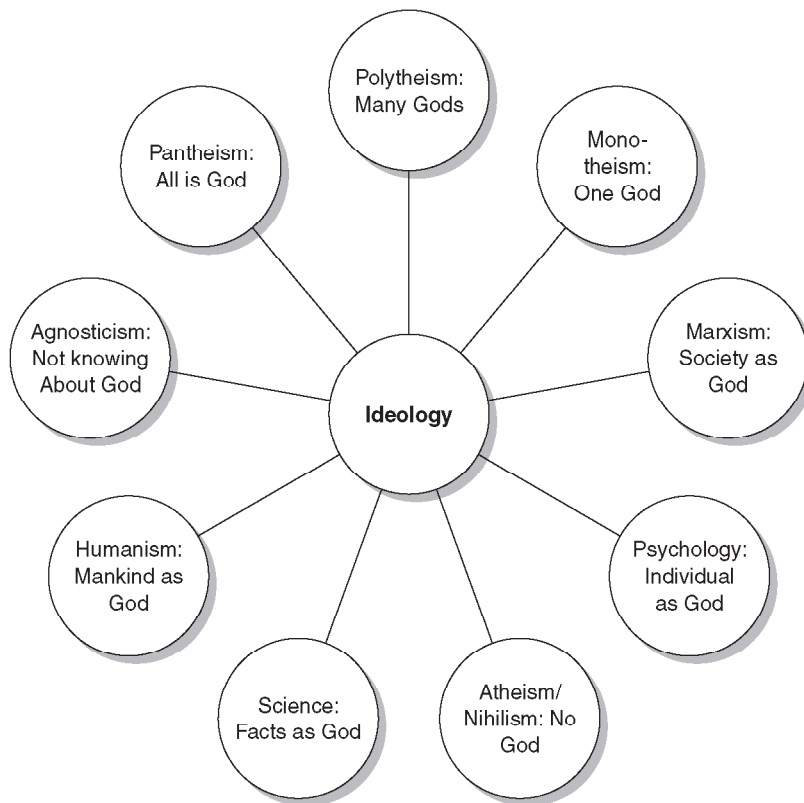 Polytheism:
Many Gods
Mono-
theism:
One God
Marxism:
Society as
God
Psychology:
Individual
as God
Atheism/
Nihilism: No
God
Science:
Facts as God
Humanism:
Mankind as
God
Agnosticism:
Not knowing
About God
Pantheism:
All is God
Ideology